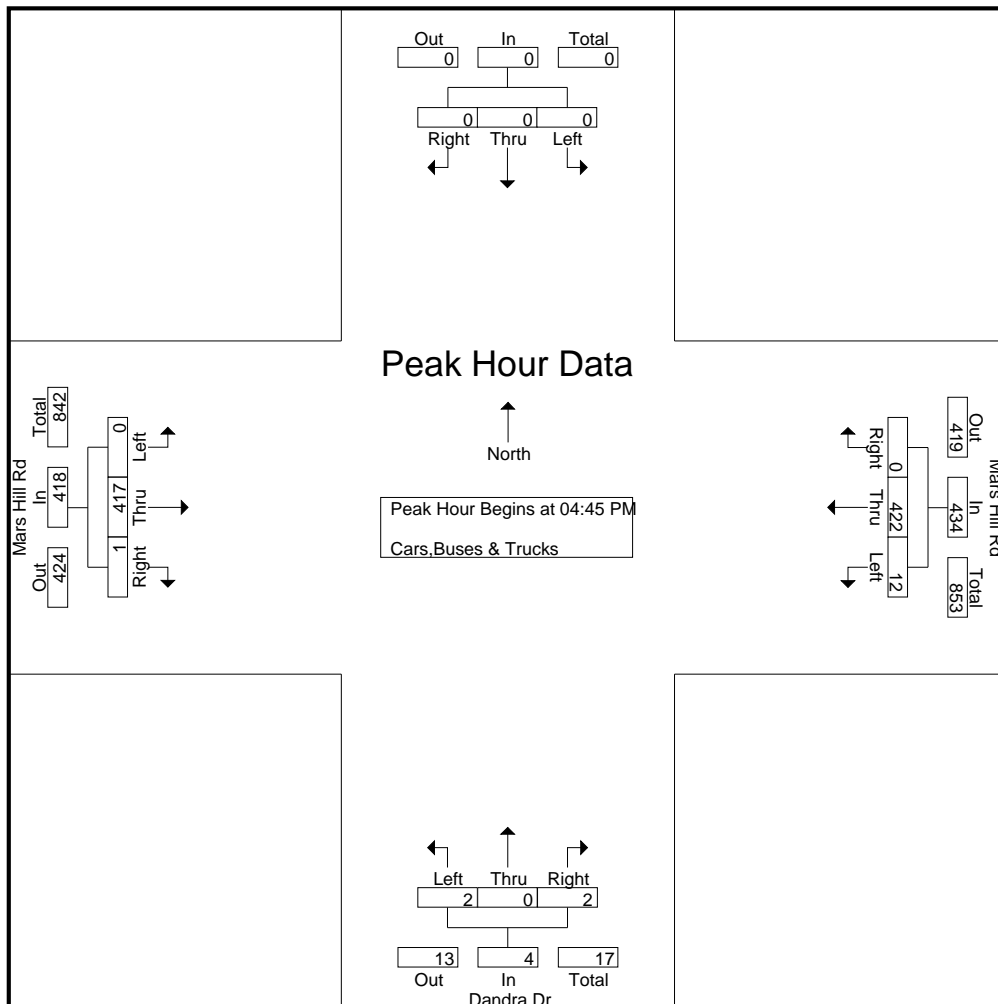 Out In Total
0 0 0
0 0 0
Right Thru Left
Peak Hour Data
North
Peak Hour Begins at 04:45 PM
Cars,Buses & Trucks
Mars Hill Rd
Out In Total
424 418 842
1 417 0
Right Thru Left
Mars Hill Rd
Out In Total
419 434 853
0 422 12
Right Thru Left
Left Thru Right
2 0 2
13 4 17
Out In Total
Dandra Dr